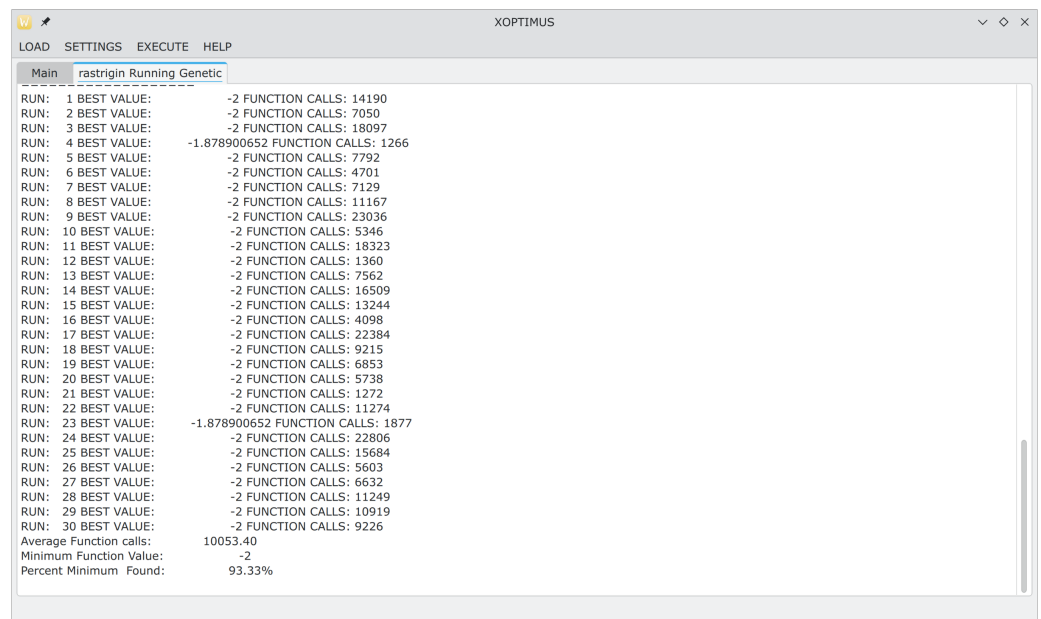 W XOPTIMUS
LOAD SETTINGS EXECUTE HELP
Main rastrigin Running Genetic
RUN: 1 BEST VALUE: -2 FUNCTION CALLS: 14190
RUN: 2 BEST VALUE: -2 FUNCTION CALLS: 7050
RUN: 3 BEST VALUE: -2 FUNCTION CALLS: 18097
RUN: 4 BEST VALUE: -1.878900652 FUNCTION CALLS: 1266
RUN: 5 BEST VALUE: -2 FUNCTION CALLS: 7792
RUN: 6 BEST VALUE: -2 FUNCTION CALLS: 4701
RUN: 7 BEST VALUE: -2 FUNCTION CALLS: 7129
RUN: 8 BEST VALUE: -2 FUNCTION CALLS: 11167
RUN: 9 BEST VALUE: -2 FUNCTION CALLS: 23036
RUN: 10 BEST VALUE: -2 FUNCTION CALLS: 5346
RUN: 11 BEST VALUE: -2 FUNCTION CALLS: 18323
RUN: 12 BEST VALUE: -2 FUNCTION CALLS: 1360
RUN: 13 BEST VALUE: -2 FUNCTION CALLS: 7562
RUN: 14 BEST VALUE: -2 FUNCTION CALLS: 16509
RUN: 15 BEST VALUE: -2 FUNCTION CALLS: 13244
RUN: 16 BEST VALUE: -2 FUNCTION CALLS: 4098
RUN: 17 BEST VALUE: -2 FUNCTION CALLS: 22384
RUN: 18 BEST VALUE: -2 FUNCTION CALLS: 9215
RUN: 19 BEST VALUE: -2 FUNCTION CALLS: 6853
RUN: 20 BEST VALUE: -2 FUNCTION CALLS: 5738
RUN: 21 BEST VALUE: -2 FUNCTION CALLS: 1272
RUN: 22 BEST VALUE: -2 FUNCTION CALLS: 11274
RUN: 23 BEST VALUE: -1.878900652 FUNCTION CALLS: 1877
RUN: 24 BEST VALUE: -2 FUNCTION CALLS: 22806
RUN: 25 BEST VALUE: -2 FUNCTION CALLS: 15684
RUN: 26 BEST VALUE: -2 FUNCTION CALLS: 5603
RUN: 27 BEST VALUE: -2 FUNCTION CALLS: 6632
RUN: 28 BEST VALUE: -2 FUNCTION CALLS: 11249
RUN: 29 BEST VALUE: -2 FUNCTION CALLS: 10919
RUN: 30 BEST VALUE: -2 FUNCTION CALLS: 9226
Average Function calls: 10053.40
Minimum Function Value: -2
Percent Minimum Found: 93.33%